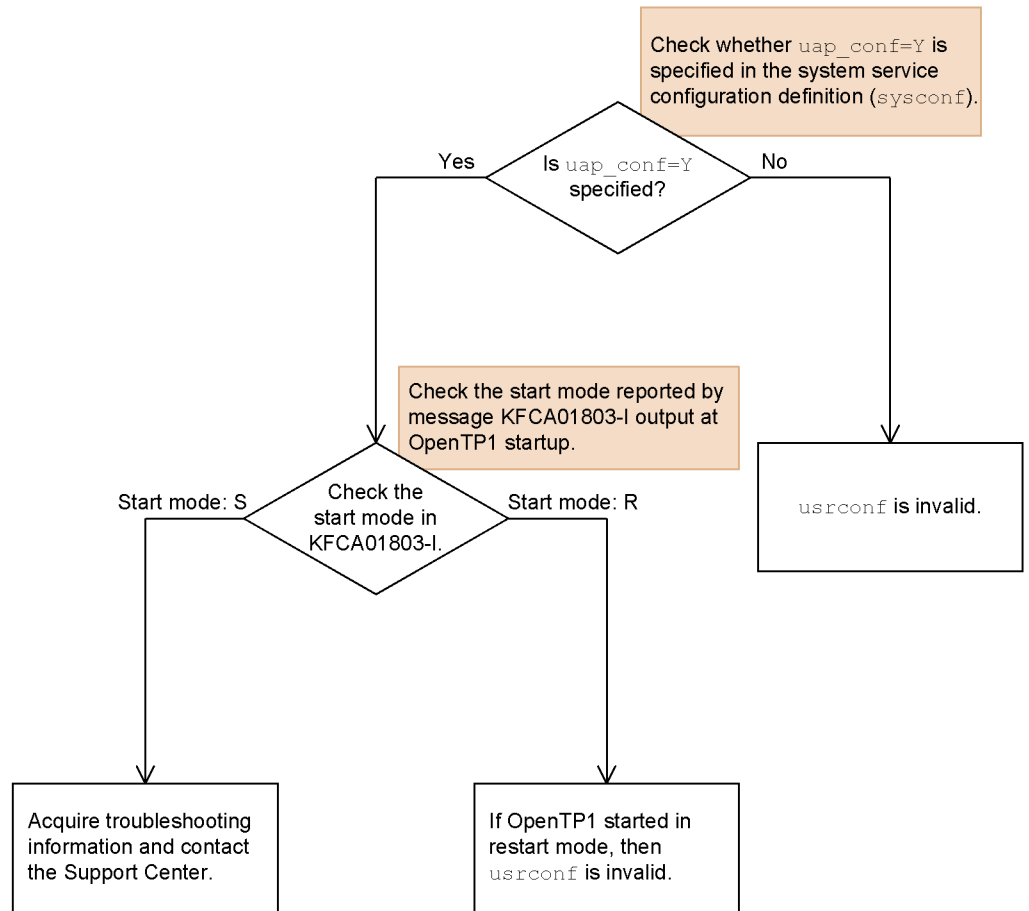 Check whether uap_conf=Y is
specified in the system service
configuration definition (sysconf).
Yes
Is uap_conf=Y
specified?
No
Check the start mode reported by
message KFCA01803-I output at
OpenTP1 startup.
Start mode: S
Check the
start mode in
KFCA01803-I.
Start mode: R
usrconf is invalid.
Acquire troubleshooting
information and contact
the Support Center.
If OpenTP1 started in
restart mode, then
usrconf is invalid.